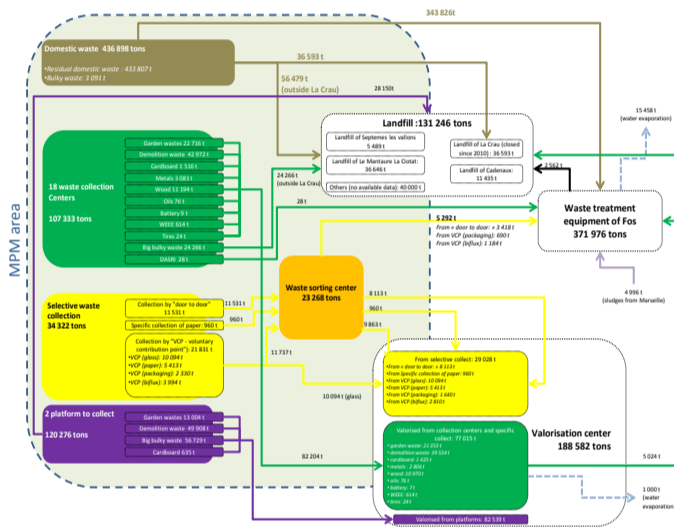 343 826t
Domestic waste 436 898 tons
•Residual domestic waste : 433 807 t
•Bulky waste: 3 091 t
36 593 t
56 479 t
(outside La Crau)
28 150t
15 458 t
(water evaporation)
Landfill :131 246 tons
Landfill of Septemes les vallons
5 489t
Landfill of La Crau (closed
since 2010) : 36 593 t
Landfill of Le Mantaure La Ciotat:
36 646 t
Landfill of Cadenaux:
11 435 t
Others (no available data): 40 000 t
2 562 t
MPM area
18 waste collection
Centers
107 333 tons
Garden wastes 22 716 t
Demolition waste 42 972 t
Cardboard 1 516 t
Metals 3 083 t
Wood 11 194 t
Oils 76 t
Battery 9 t
WEEE 614 t
Tires 24 t
Big bulky waste 24 266 t
DASRI 28 t
24 266 t
(outside La Crau)
28 t
Waste treatment
equipment of Fos
371 976 tons
5 292 t
From « door to door: » 3 418 t
From VCP (packaging): 690 t
From VCP (biflux): 1 184 t
4 996 t
(sludges from Marseille)
Waste sorting center
23 268 tons
Selective waste
collection
34 322 tons
Collection by "door to door"
11 531 t
Specific collection of paper: 960 t
Collection by "VCP - voluntary
contribution point") : 21 831 t
•VCP (glass): 10 094 t
•VCP (paper): 5 413 t
•VCP (packaging): 2 330 t
•VCP (biflux): 3 994 t
11 531 t
960 t
11 737 t
8 113 t
960 t
9 863 t
10 094 t (glass)
From selective collect: 29 028 t
•From « door to door: » 8 113 t
•From Specific collection of paper: 960 t
•From VCP (glass): 10 094 t
•From VCP (paper): 5 413 t
•From VCP (packaging): 1 640 t
•From VCP (biflux): 2 810 t
2 platform to collect
120 276 tons
Garden wastes 13 004 t
Demolition waste 49 908 t
Big bulky waste 56 729 t
Cardboard 635 t
82 204 t
Valorised from collection centers and specific
collect : 77 015 t
• garden waste: 21 353 t
• demolition waste: 39 534 t
• cardboard: 1 425 t
• metals : 2 806 t
• wood: 10 970 t
• oils: 76 t
• battery: 7 t
• WEEE: 614 t
• tires: 24 t
Valorised from platforms: 82 539 t
Valorisation center
188 582 tons
5 024 t
1 000 t
(water
evaporation)